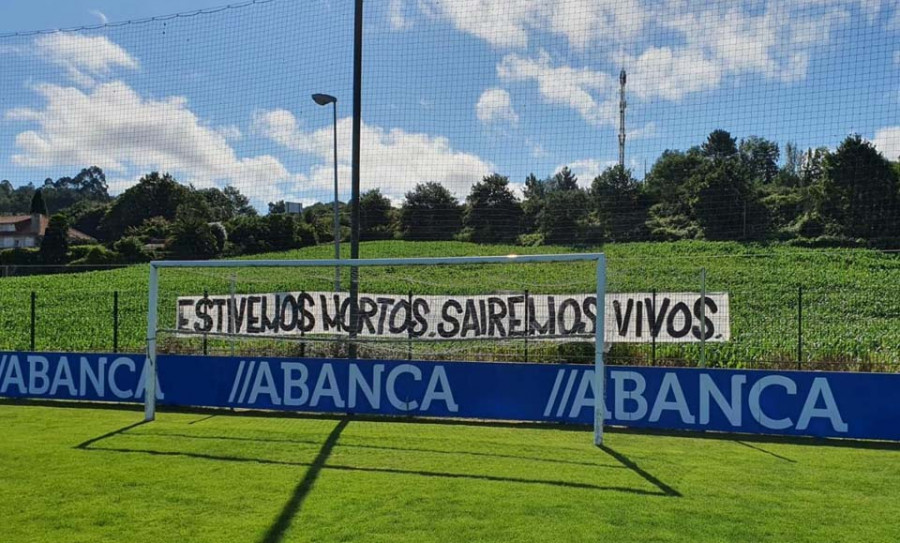 ESTIVEMOS MORTOS. SAIREMOS VIVOS.
ABANCA ABANCA ABANCA